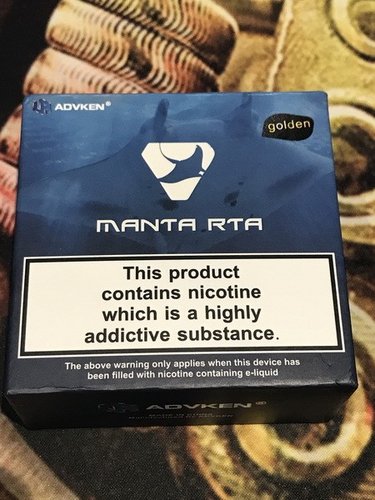 ADVKEN®
golden
MANTA RTA
This product
contains nicotine
which is a highly
addictive substance.
The above warning only applies when this device has
been filled with nicotine containing e-liquid
ADVKEN®